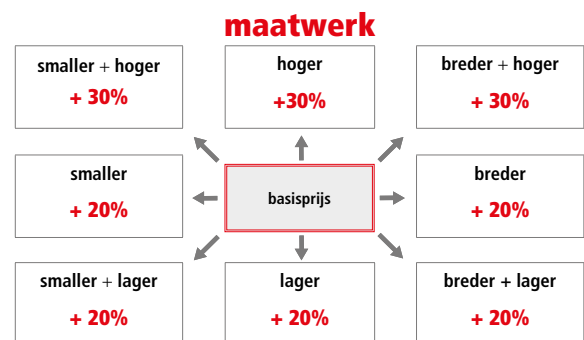 maatwerk
smaller + hoger
+ 30%
hoger
+30%
breder + hoger
+ 30%
smaller
+ 20%
basisprijs
breder
+ 20%
smaller + lager
+ 20%
lager
+ 20%
breder + lager
+ 20%